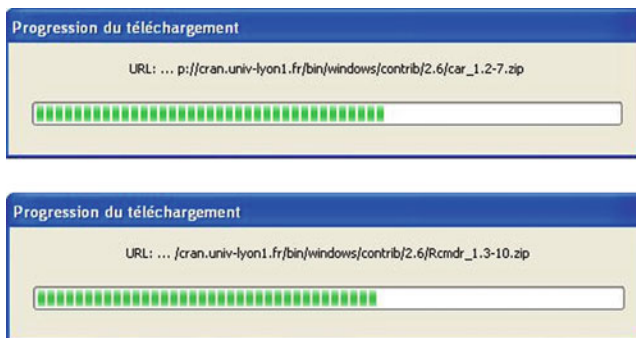 Progression du téléchargement
URL: ... p://cran.univ-lyon1.fr/bin/windows/contrib/2.6/car_1.2-7.zip
Progression du téléchargement
URL: ... /cran.univ-lyon1.fr/bin/windows/contrib/2.6/Rcmdr_1.3-10.zip